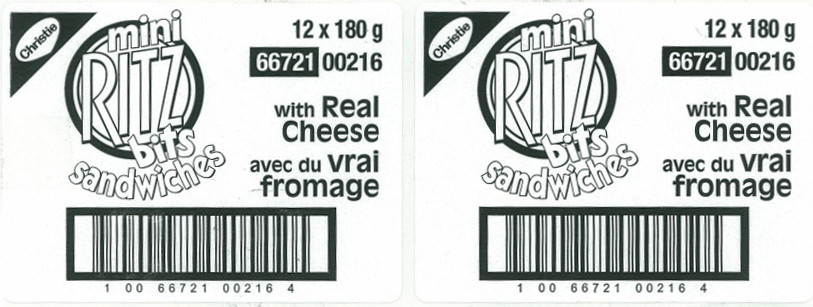 Christie
mini
RITZ
bits
sandwiches
12 x 180 g
66721 00216
with Real
Cheese
avec du vrai
fromage
1 00 66721 00216 4
Christie
mini
RITZ
bits
sandwiches
12 x 180 g
66721 00216
with Real
Cheese
avec du vrai
fromage
1 00 66721 00216 4